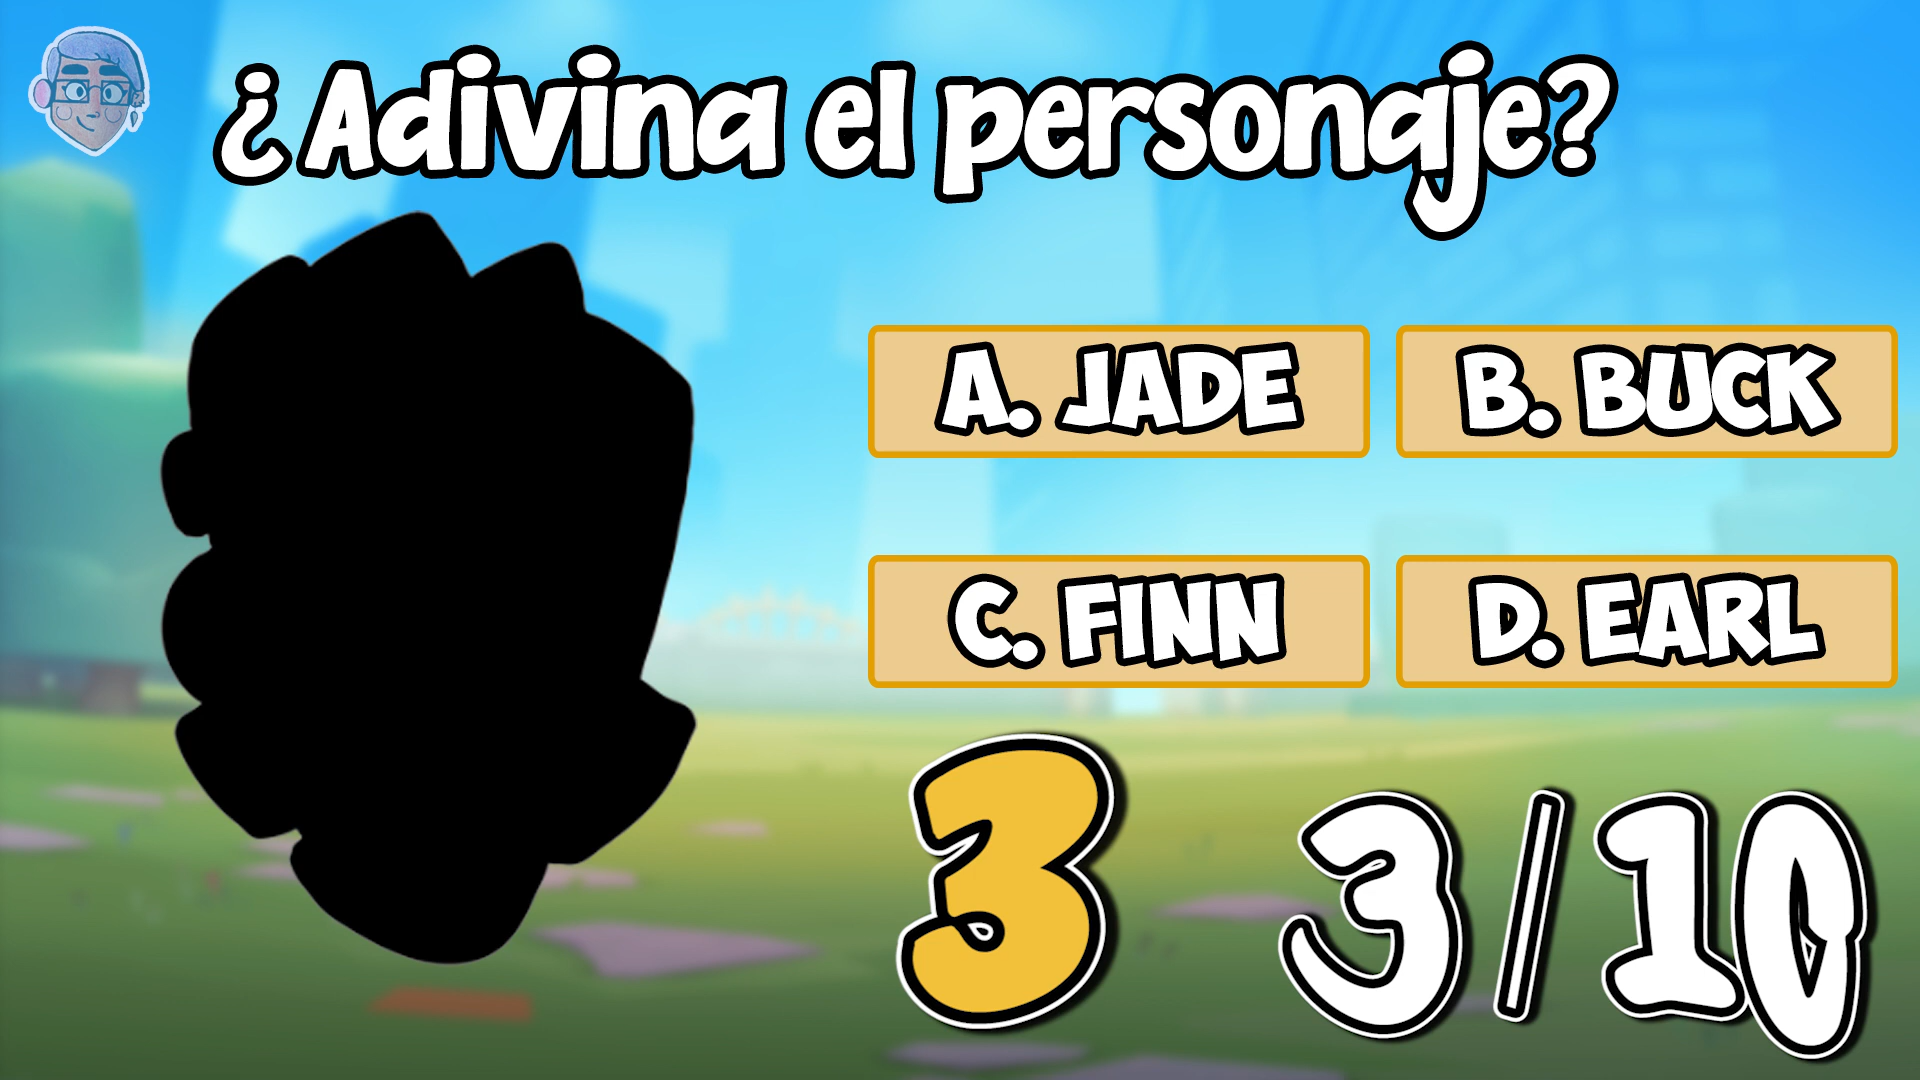 ¿Adivina el personaje?
A. JADE
B. BUCK
C. FINN
D. EARL
3
3/10